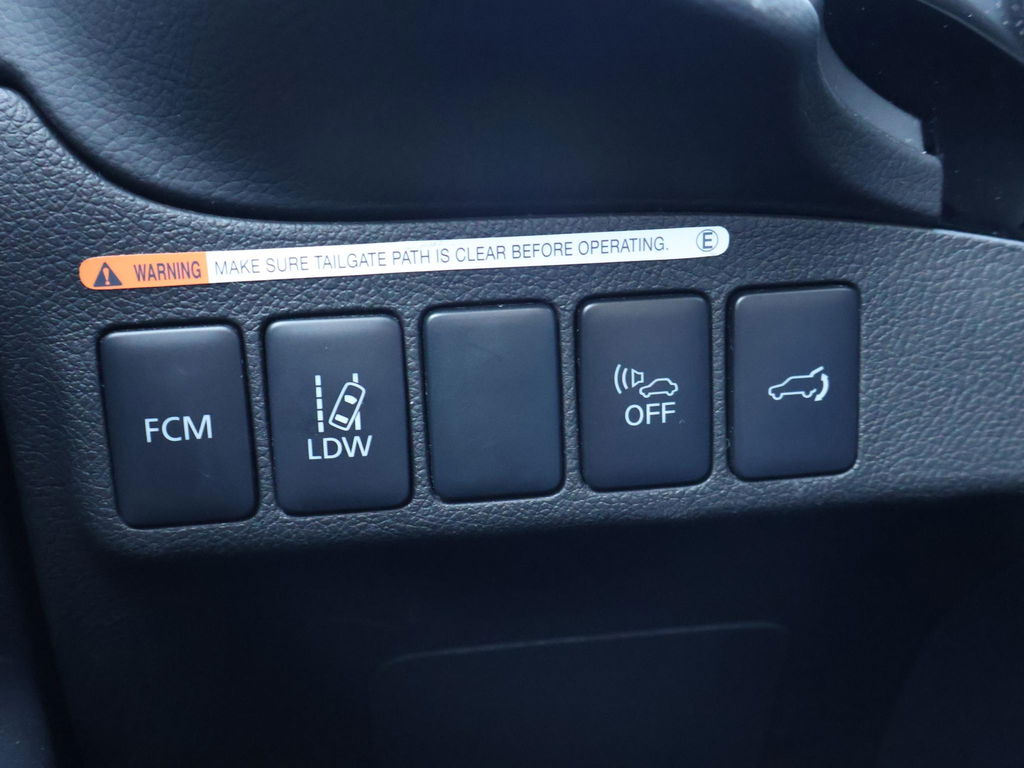 WARNING MAKE SURE TAILGATE PATH IS CLEAR BEFORE OPERATING. E
FCM
LDW
OFF